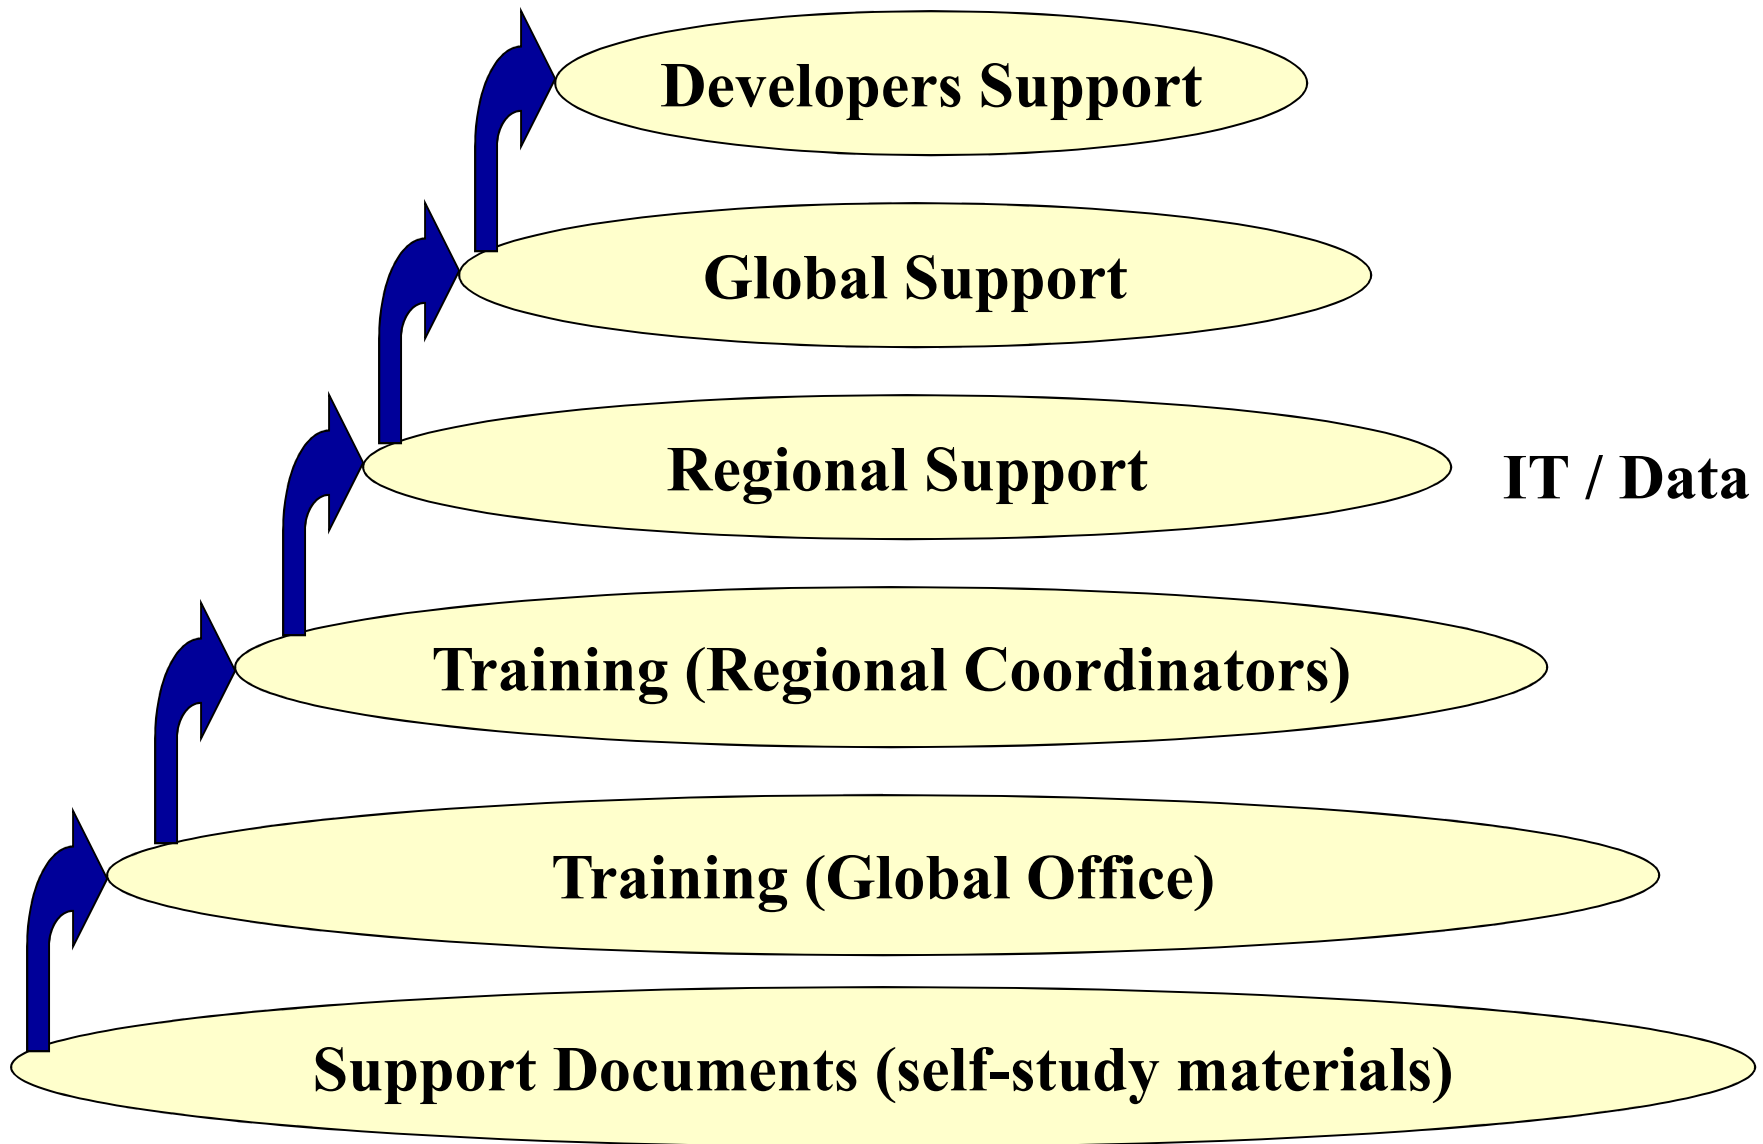 Developers Support
Global Support
Regional Support
IT / Data
Training (Regional Coordinators)
Training (Global Office)
Support Documents (self-study materials)